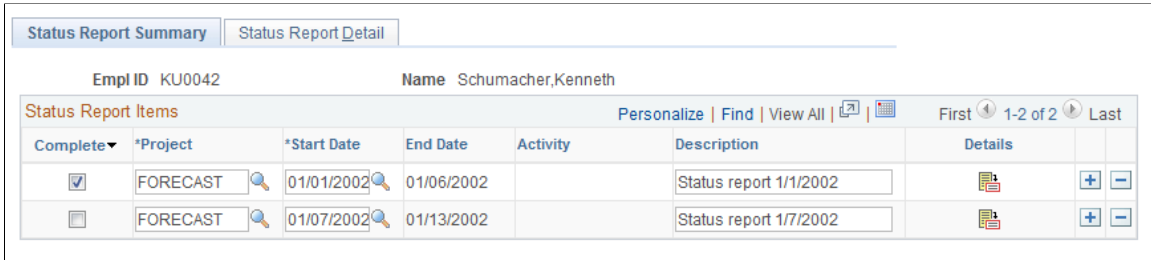 Status Report Summary Status Report Detail
Empl ID KU0042 Name Schumacher,Kenneth
Status Report Items Personalize | Find | View All | | First 1-2 of 2 Last
Complete *Project *Start Date End Date Activity Description Details
FORECAST 01/01/2002 01/06/2002 Status report 1/1/2002
FORECAST 01/07/2002 01/13/2002 Status report 1/7/2002